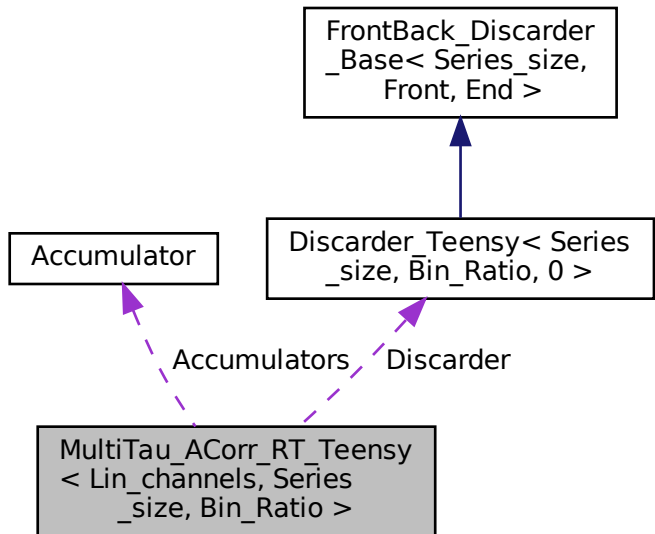 FrontBack_Discarder
_Base< Series_size,
Front, End >
Accumulator
Discarder_Teensy< Series
_size, Bin_Ratio, 0 >
Accumulators
Discarder
MultiTau_ACorr_RT_Teensy
< Lin_channels, Series
_size, Bin_Ratio >